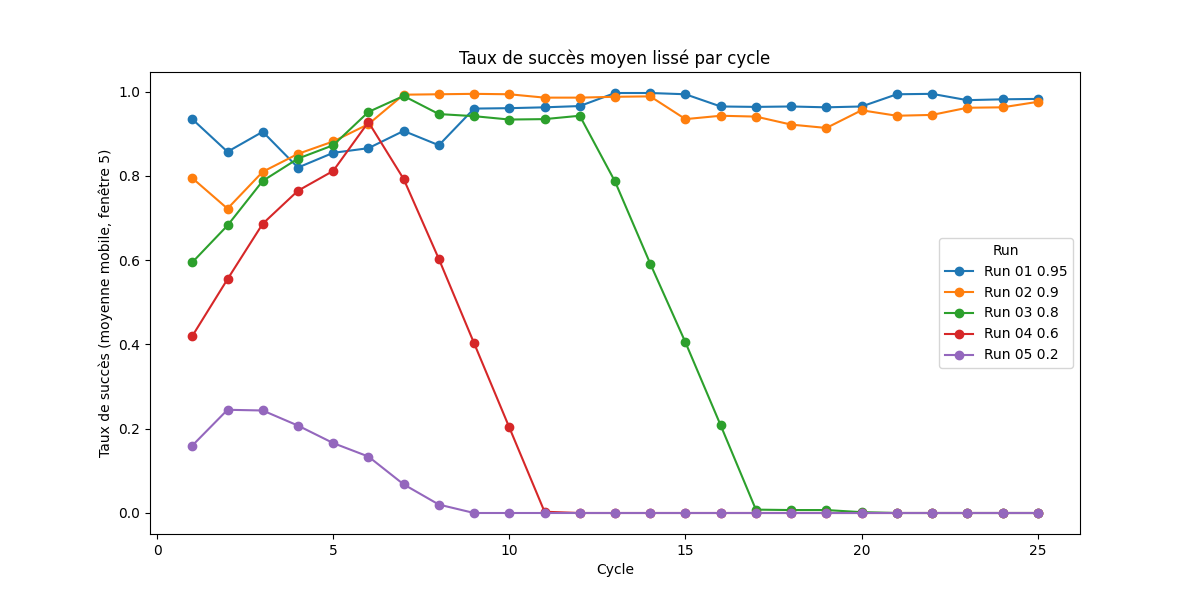 Taux de succès moyen lissé par cycle
Taux de succès (moyenne mobile, fenêtre 5)
1.0
0.8
0.6
0.4
0.2
0.0
0
5
10
15
20
25
Cycle
Run
Run 01 0.95
Run 02 0.9
Run 03 0.8
Run 04 0.6
Run 05 0.2